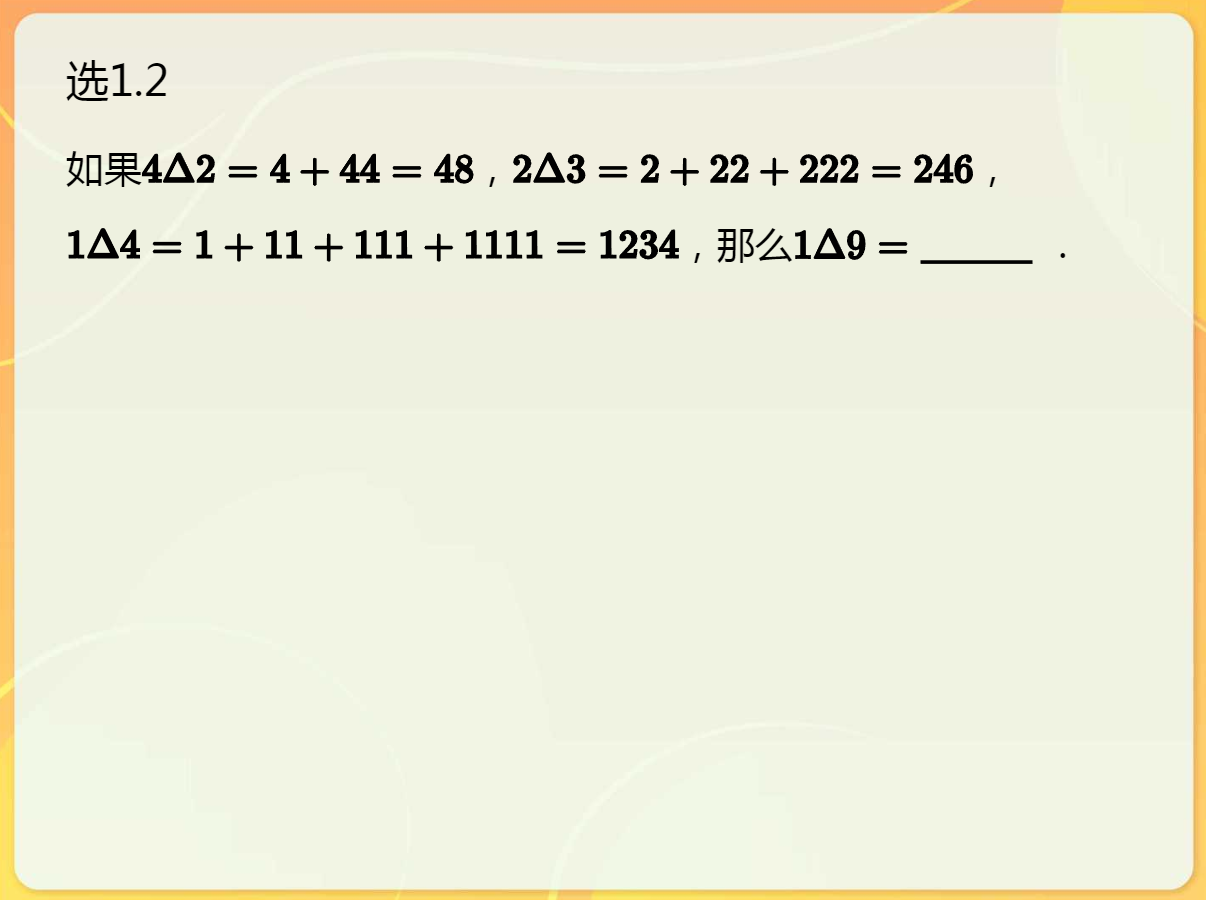 选1.2
如果4Δ2 = 4 + 44 = 48，2Δ3 = 2 + 22 + 222 = 246，
1Δ4 = 1 + 11 + 111 + 1111 = 1234，那么1Δ9 = ______ .